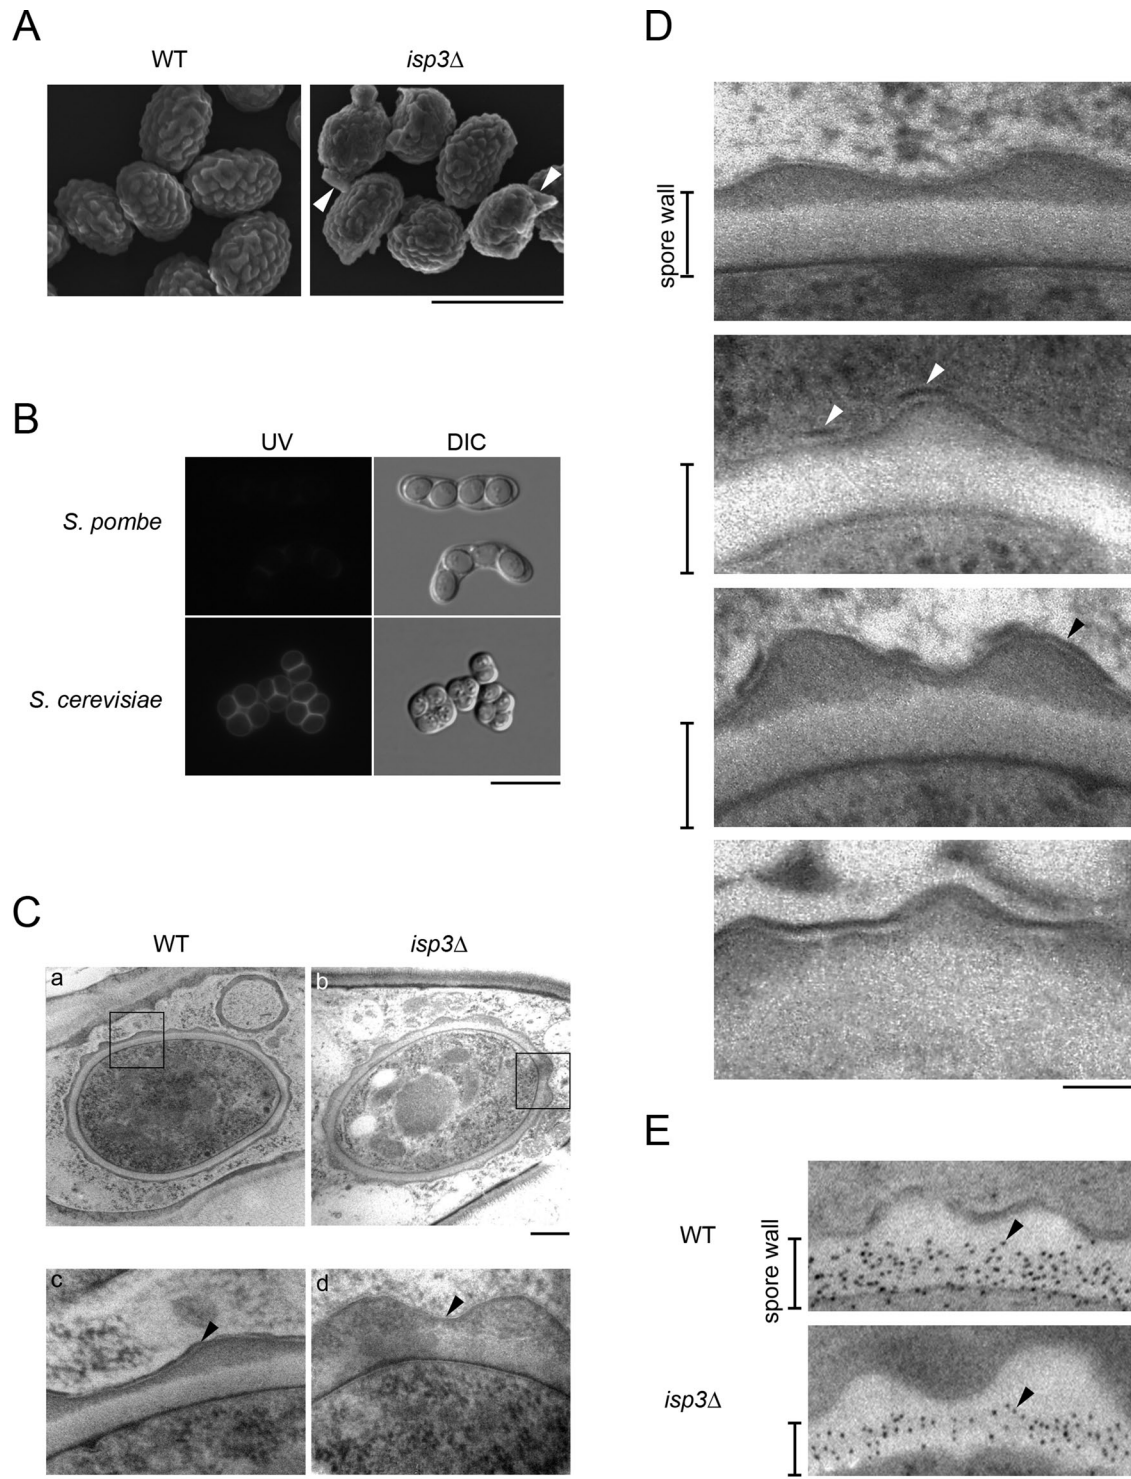 A
WT
isp3Δ
B
UV
DIC
S. pombe
S. cerevisiae
C
WT
isp3Δ
a
b
c
d
D
spore wall
E
WT
spore wall
isp3Δ